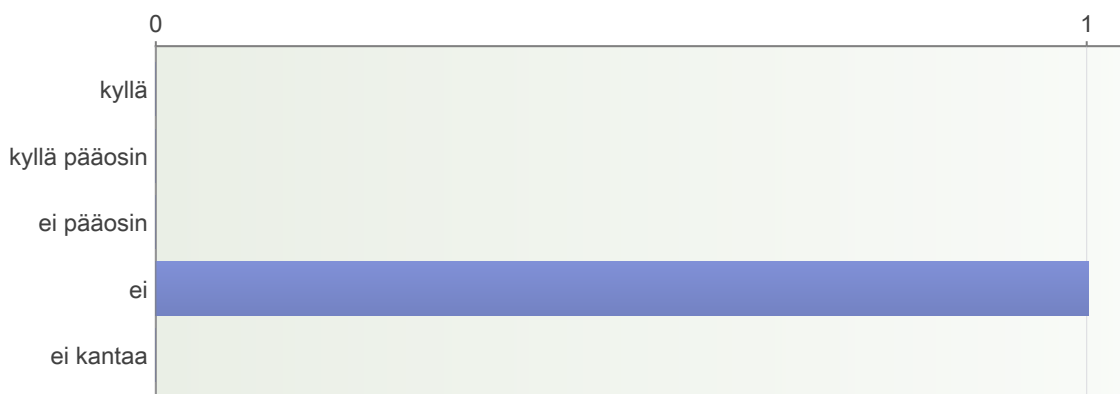 0 1
kyllä
kyllä pääosin
ei pääosin
ei
ei kantaa